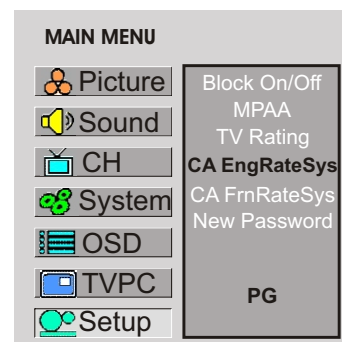 MAIN MENU
Picture
Sound
CH
System
OSD
TVPC
Setup
Block On/Off
MPAA
TV Rating
CA EngRateSys
CA FrnRateSys
New Password
PG